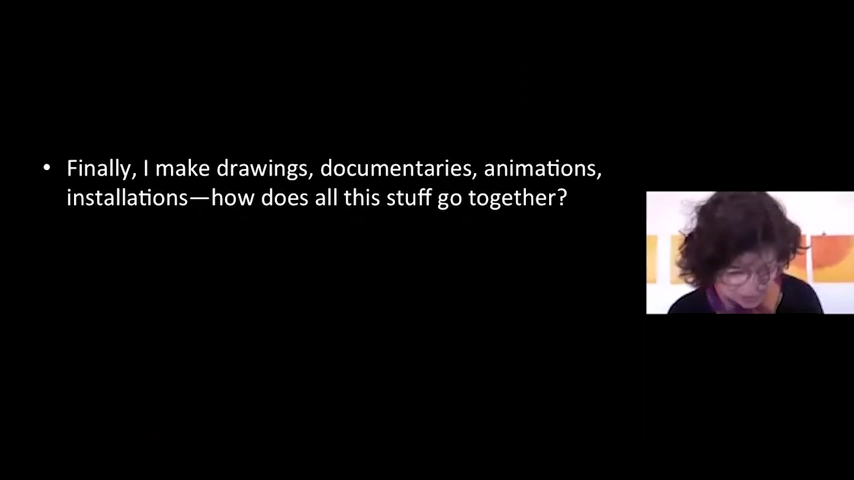 • Finally, I make drawings, documentaries, animations,
installations—how does all this stuff go together?